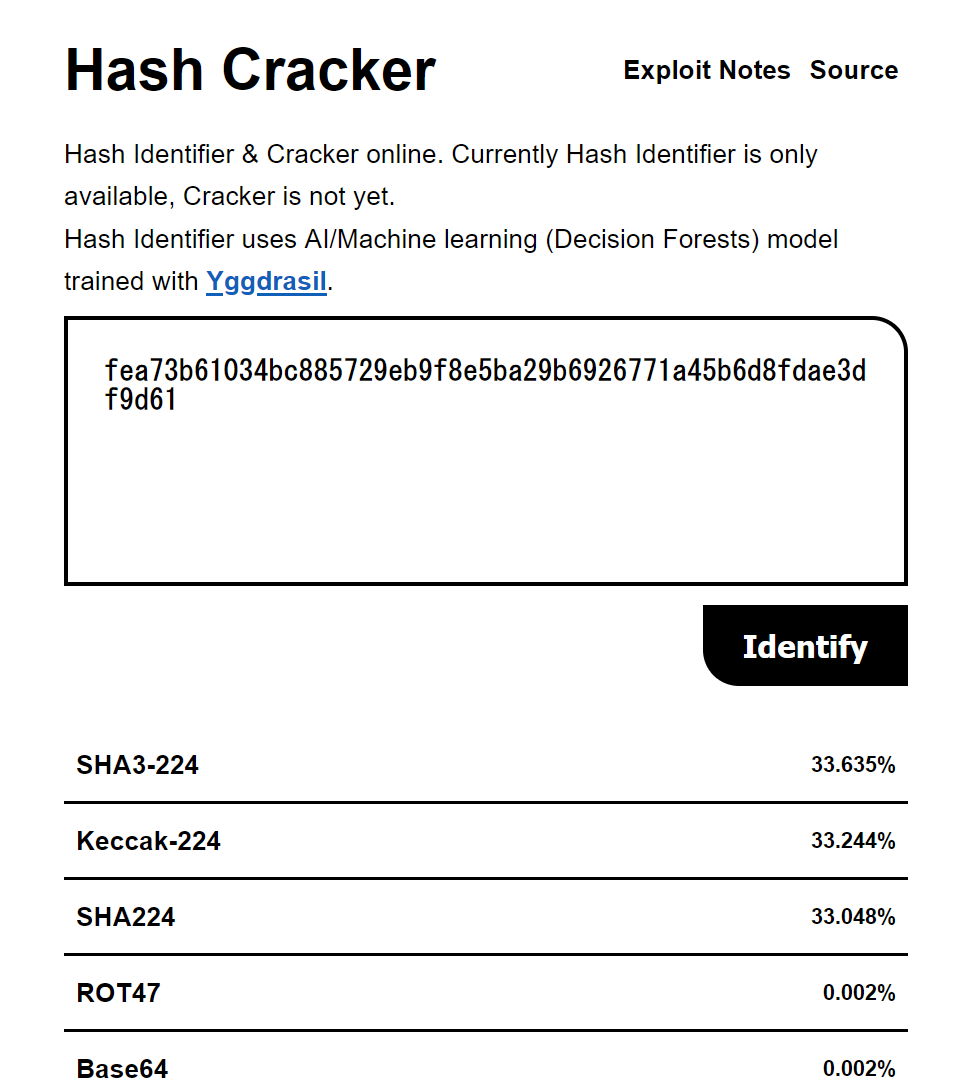 Hash Cracker
Exploit Notes Source
Hash Identifier & Cracker online. Currently Hash Identifier is only
available, Cracker is not yet.
Hash Identifier uses AI/Machine learning (Decision Forests) model
trained with Yggdrasil.
fea73b61034bc885729eb9f8e5ba29b6926771a45b6d8fdae3d
f9d61
Identify
SHA3-224 33.635%
Keccak-224 33.244%
SHA224 33.048%
ROT47 0.002%
Base64 0.002%